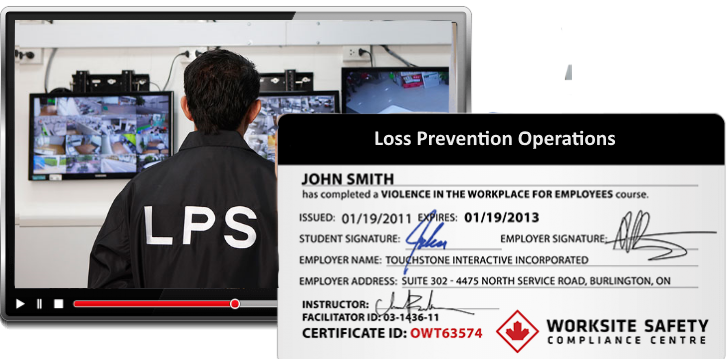 LPS
Loss Prevention Operations
JOHN SMITH
has completed a VIOLENCE IN THE WORKPLACE FOR EMPLOYEES course.
ISSUED: 01/19/2011 EXPIRES: 01/19/2013
STUDENT SIGNATURE: John EMPLOYER SIGNATURE:
EMPLOYER NAME: TOUCHSTONE INTERACTIVE INCORPORATED
EMPLOYER ADDRESS: SUITE 302 - 4475 NORTH SERVICE ROAD, BURLINGTON, ON
INSTRUCTOR:
FACILITATOR ID: 03-1436-11
CERTIFICATE ID: OWT63574
WORKSITE SAFETY
COMPLIANCE CENTRE